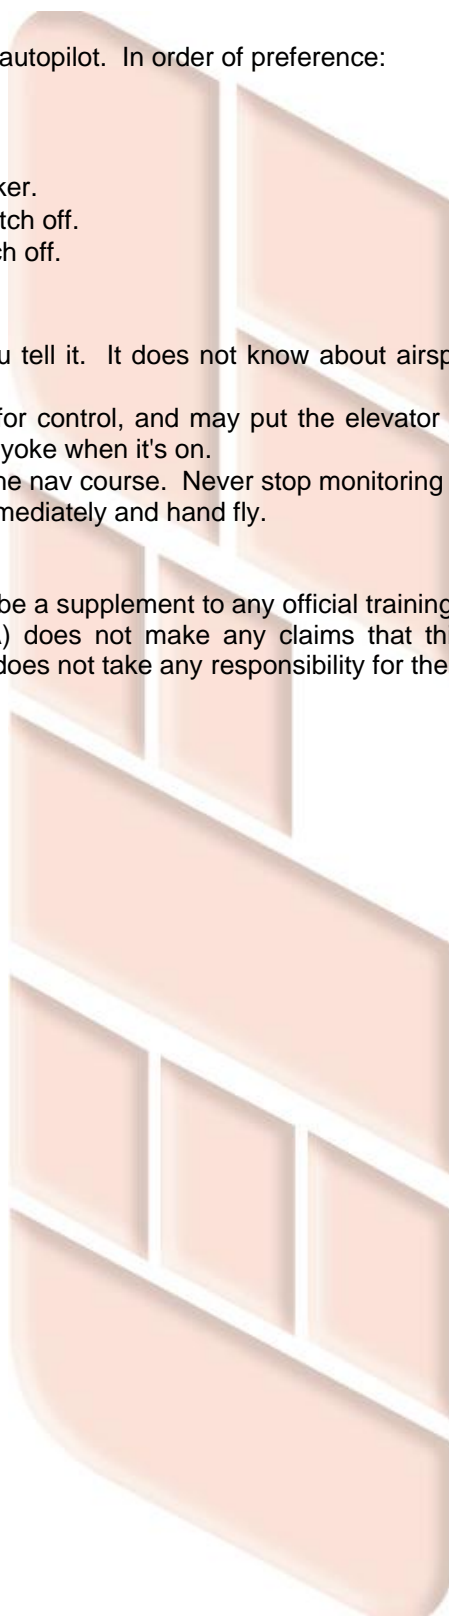 autopilot. In order of preference:
ker.
tch off.
h off.
u tell it. It does not know about airsp
for control, and may put the elevator
yoke when it's on.
he nav course. Never stop monitoring
mmediately and hand fly.
be a supplement to any official training
A) does not make any claims that th
does not take any responsibility for the